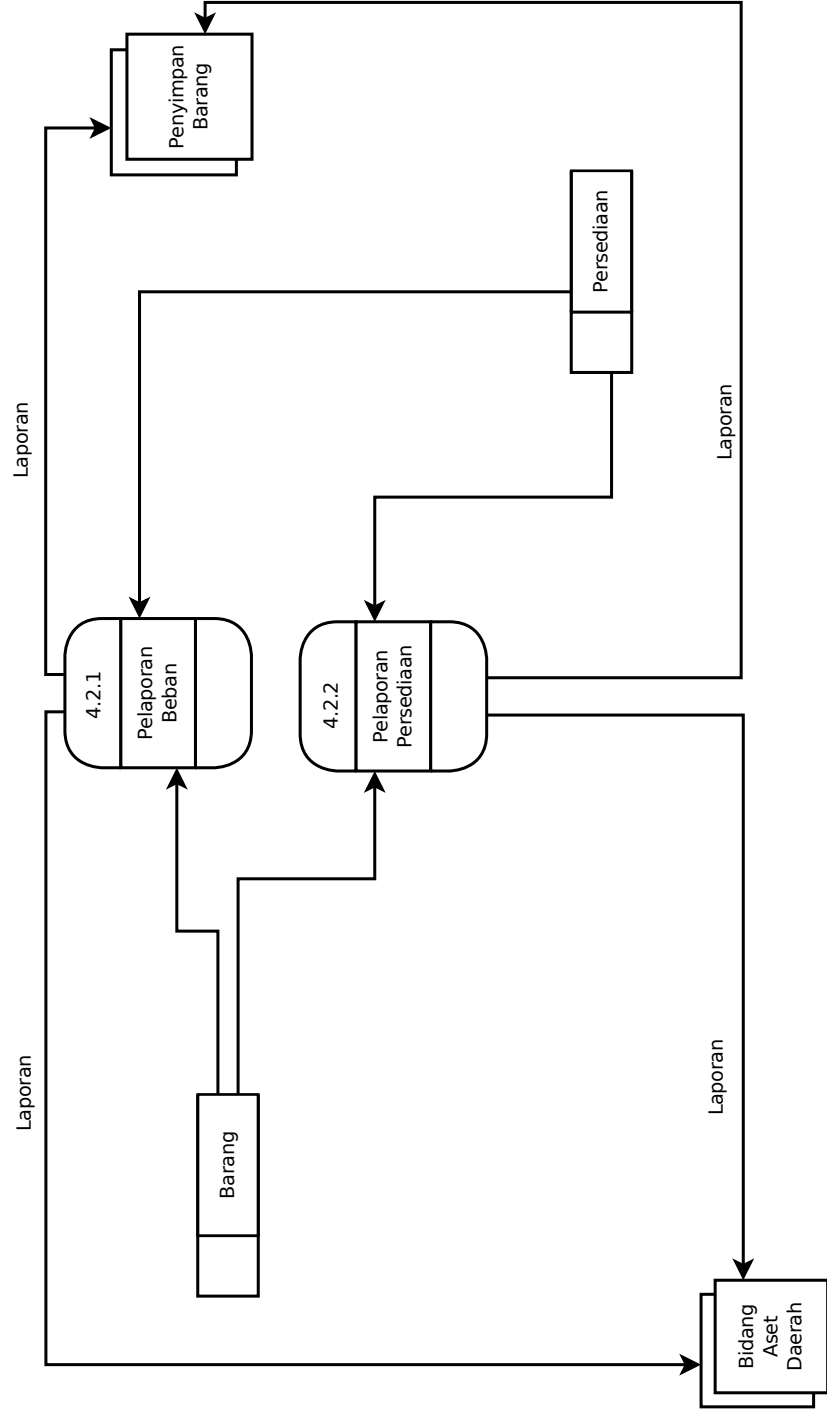 Laporan
Laporan
4.2.1
Pelaporan
Beban
Penyimpan
Barang
Barang
4.2.2
Pelaporan
Persediaan
Persediaan
Laporan
Laporan
Bidang
Aset
Daerah